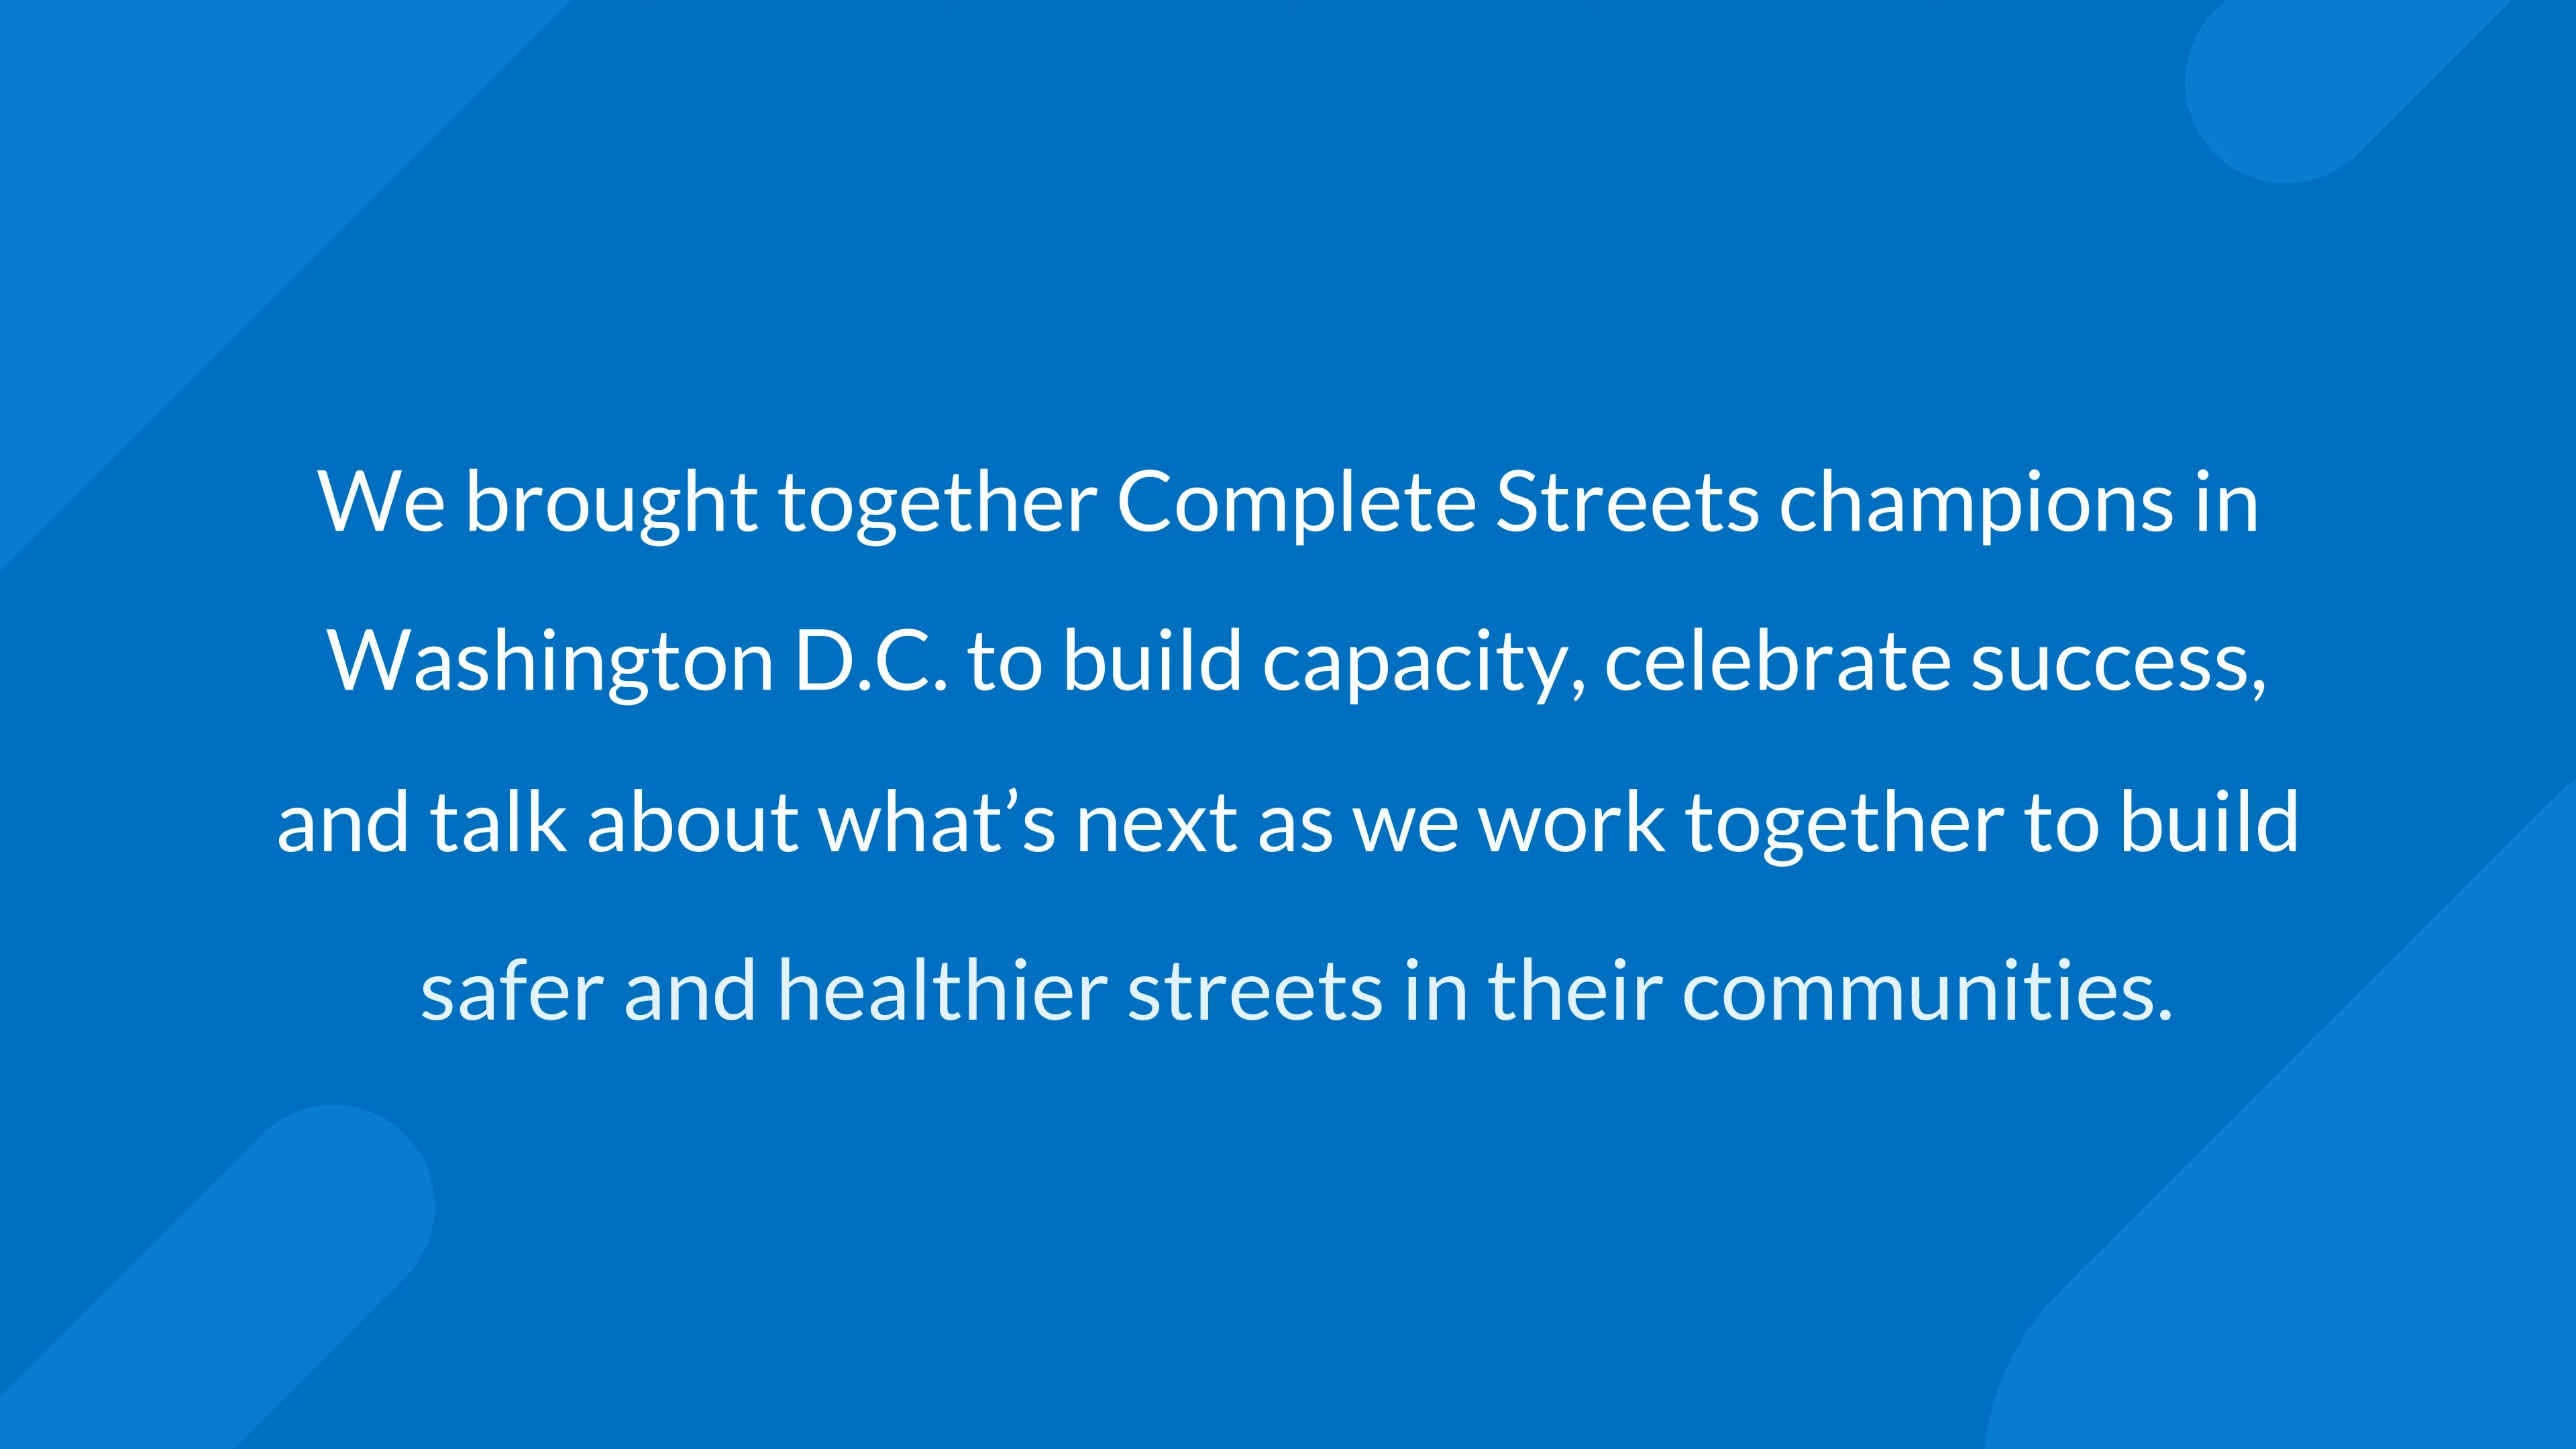 We brought together Complete Streets champions in
Washington D.C. to build capacity, celebrate success,
and talk about what’s next as we work together to build
safer and healthier streets in their communities.